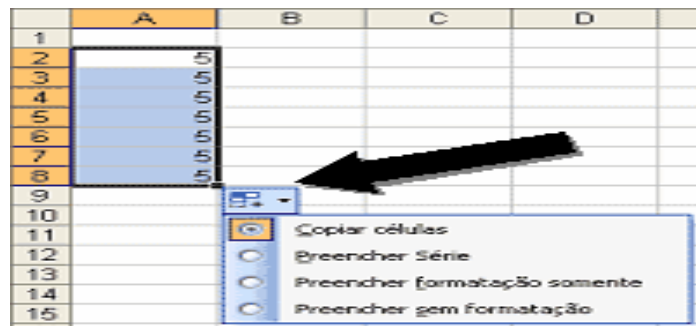 A B C D
1
2 5
3 5
4 5
5 5
6 5
7 5
8 5
9
10
11 Copiar células
12 Preencher Série
13 Preencher formatação somente
14
15 Preencher sem formatação